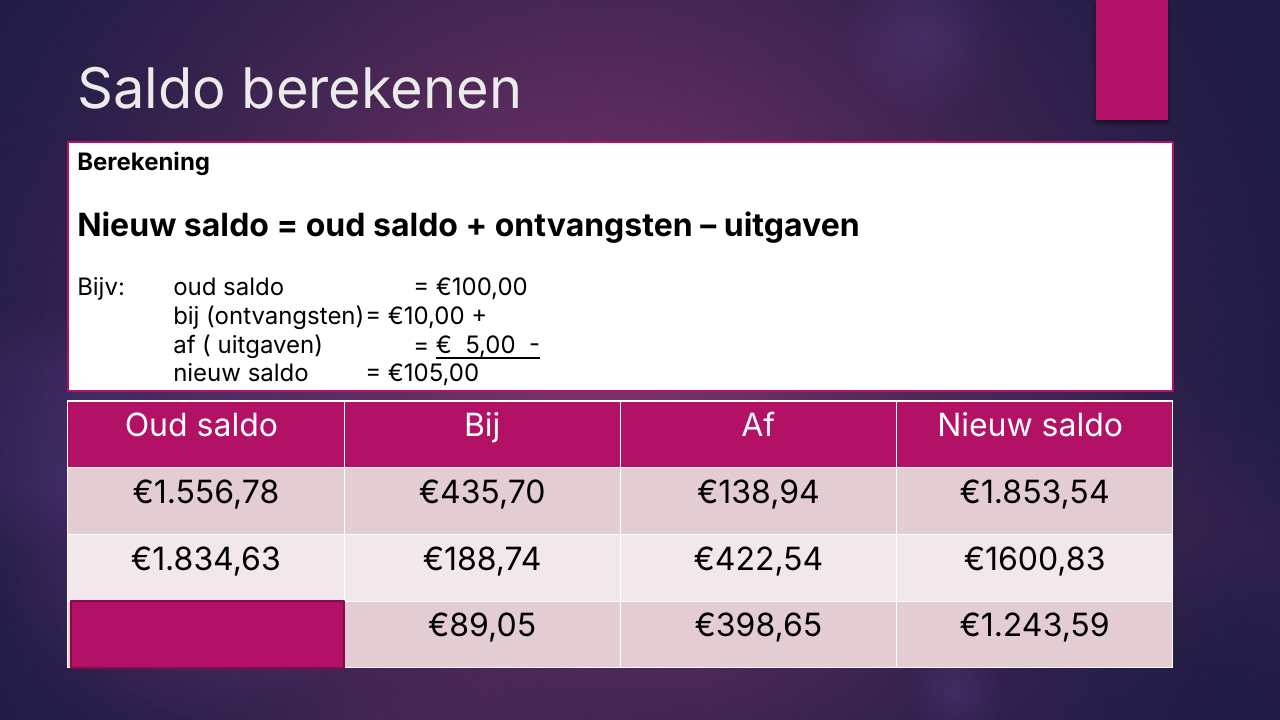 Saldo berekenen
Berekening
Nieuw saldo = oud saldo + ontvangsten – uitgaven
Bijv: oud saldo = €100,00
bij (ontvangsten) = €10,00 +
af ( uitgaven) = €  5,00  -
nieuw saldo = €105,00
Oud saldo Bij Af Nieuw saldo
€1.556,78 €435,70 €138,94 €1.853,54
€1.834,63 €188,74 €422,54 €1600,83
€89,05 €398,65 €1.243,59